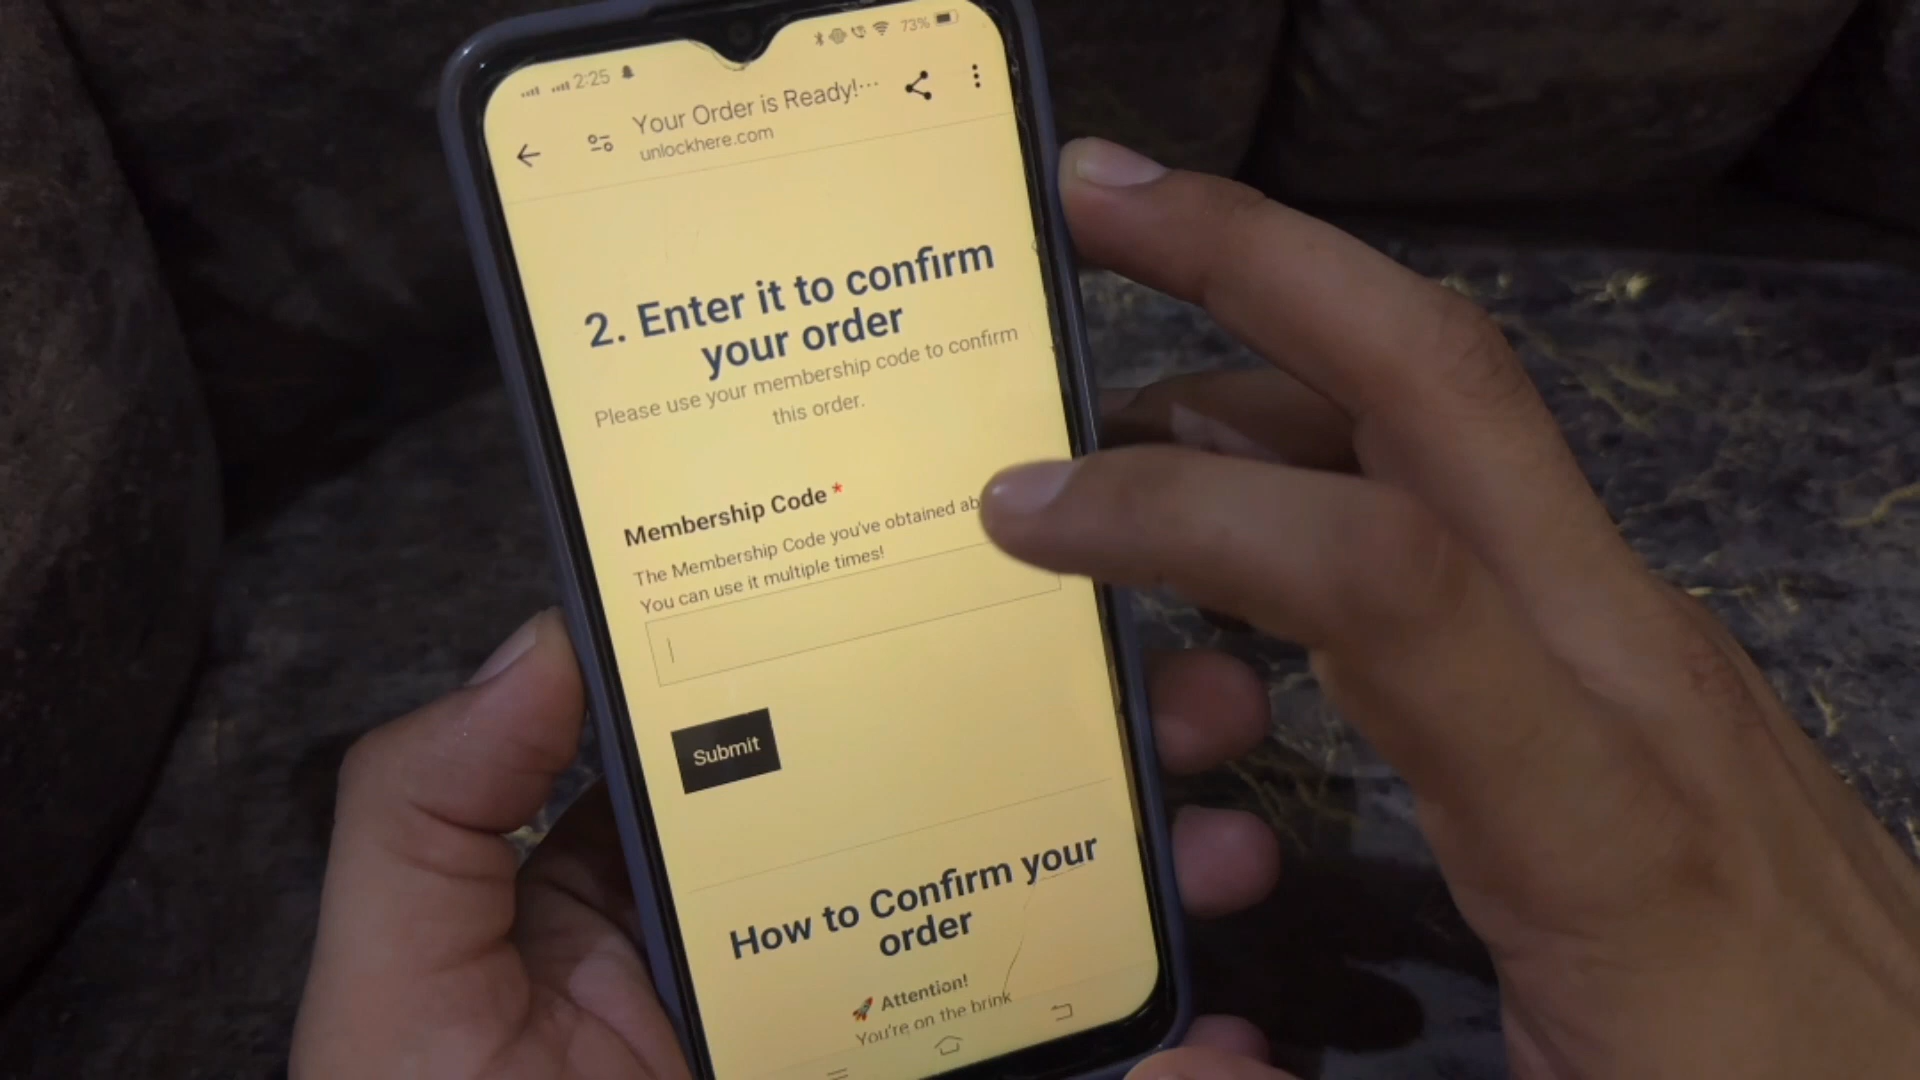 2:25
73%
Your Order is Ready!...
unlockhere.com
2. Enter it to confirm
your order
Please use your membership code to confirm
this order.
Membership Code *
The Membership Code you've obtained
You can use it multiple times!
Submit
How to Confirm your
order
🚀 Attention!
You're on the brink